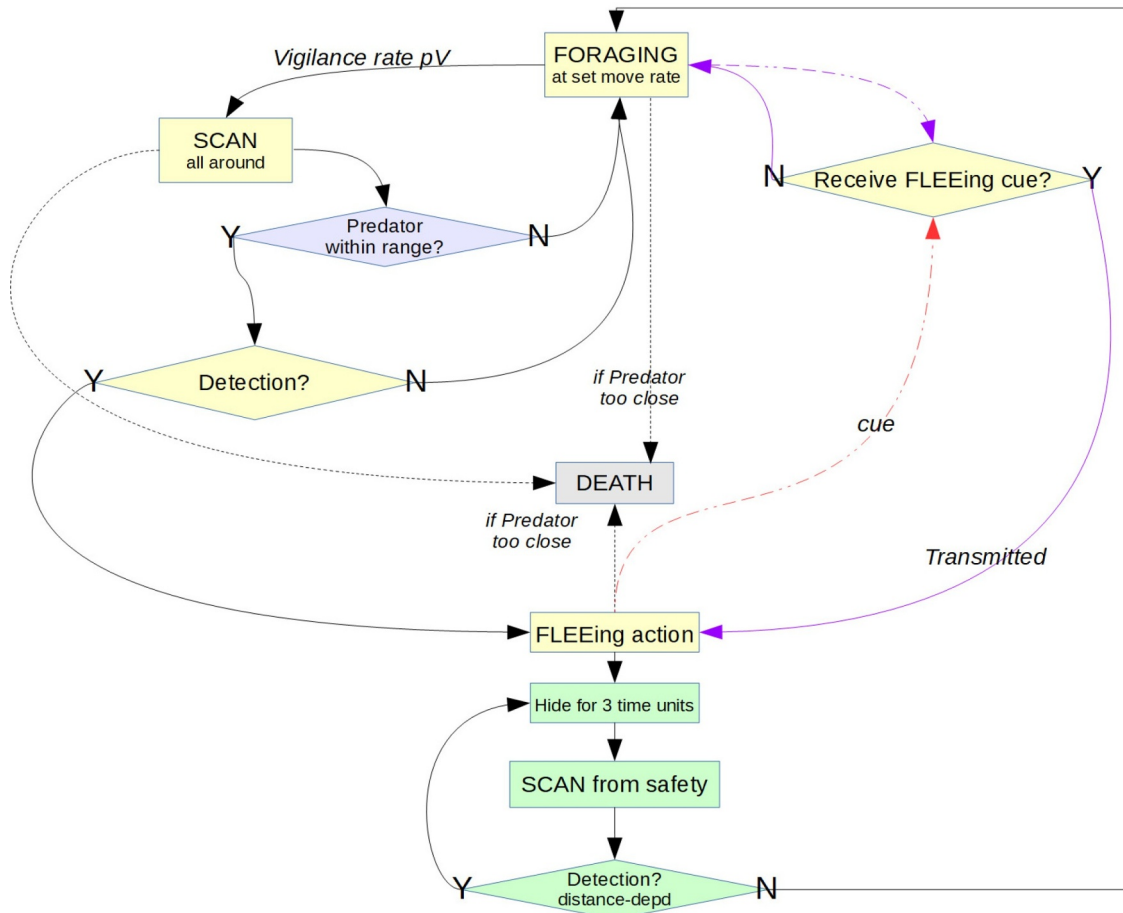 Vigilance rate pV
FORAGING
at set move rate
SCAN
all around
N
Receive FLEEing cue?
Y
Y
Predator
within range?
N
Y
Detection?
N
if Predator
too close
cue
DEATH
if Predator
too close
Transmitted
FLEEing action
Hide for 3 time units
SCAN from safety
Y
Detection?
distance-depd
N